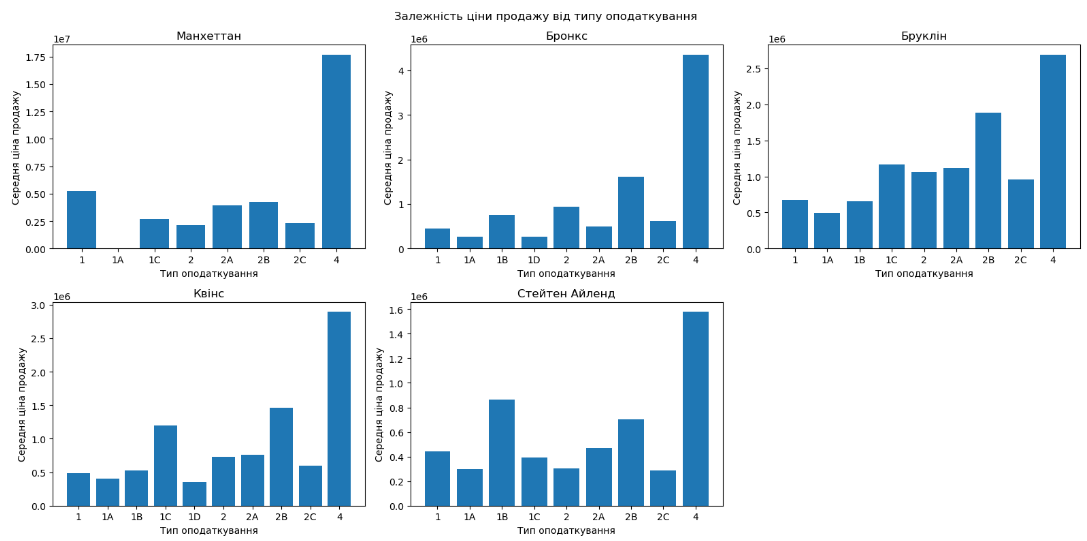 Залежність ціни продажу від типу оподаткування
Манхеттан
1e7
Середня ціна продажу
1.75
1.50
1.25
1.00
0.75
0.50
0.25
0.00
1 1A 1C 2 2A 2B 2C 4
Тип оподаткування
Бронкс
1e6
Середня ціна продажу
4
3
2
1
0
1 1A 1B 1D 2 2A 2B 2C 4
Тип оподаткування
Бруклін
1e6
Середня ціна продажу
2.5
2.0
1.5
1.0
0.5
0.0
1 1A 1B 1C 2 2A 2B 2C 4
Тип оподаткування
Квінс
1e6
Середня ціна продажу
3.0
2.5
2.0
1.5
1.0
0.5
0.0
1 1A 1B 1C 1D 2 2A 2B 2C 4
Тип оподаткування
Стейтен Айленд
1e6
Середня ціна продажу
1.6
1.4
1.2
1.0
0.8
0.6
0.4
0.2
0.0
1 1A 1B 1C 2 2A 2B 2C 4
Тип оподаткування